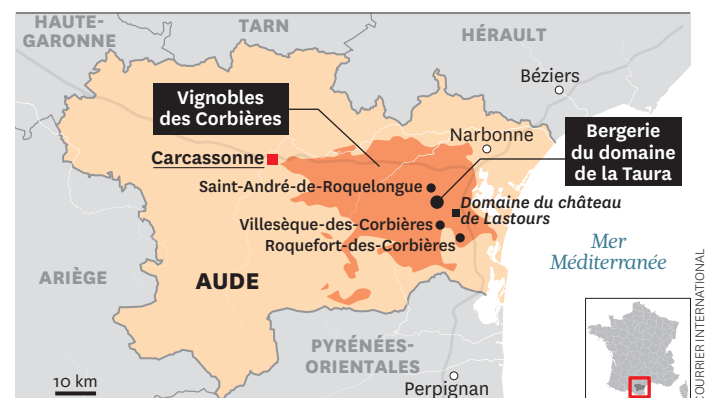 HAUTE-
GARONNE
TARN
HÉRAULT
Béziers
Vignobles
des Corbières
Narbonne
Bergerie
du domaine
de la Taura
Carcassonne
Saint-André-de-Roquelongue
Domaine du château
de Lastours
Villesèque-des-Corbières
Roquefort-des-Corbières
Mer
Méditerranée
ARIÈGE
AUDE
PYRÉNÉES-
ORIENTALES
10 km
Perpignan
COURRIER INTERNATIONAL